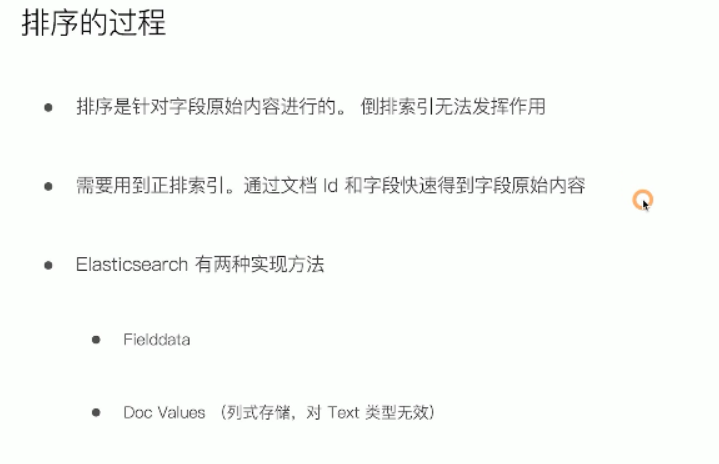 排序的过程
排序是针对字段原始内容进行的。 倒排索引无法发挥作用
需要用到正排索引。通过文档 Id 和字段快速得到字段原始内容
Elasticsearch 有两种实现方法
Fielddata
Doc Values （列式存储，对 Text 类型无效）